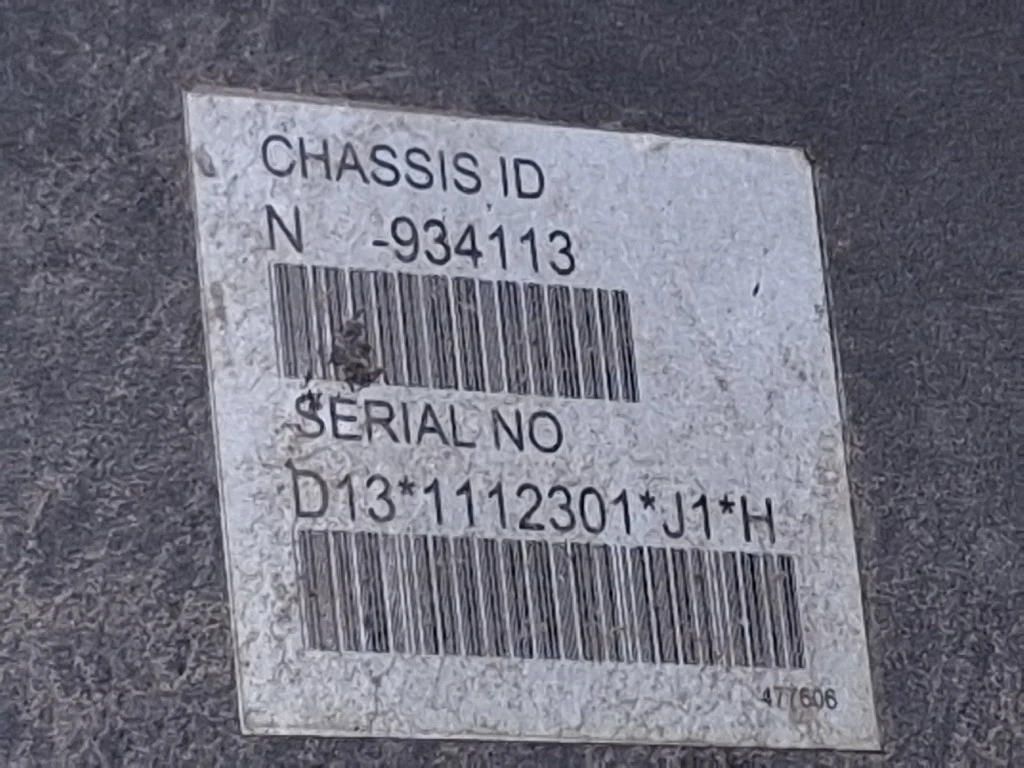 CHASSIS ID
N -934113
SERIAL NO
D13*1112301*J1*H
477606